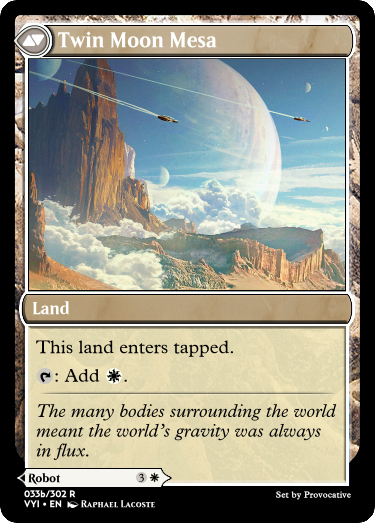 Twin Moon Mesa
Land
This land enters tapped.
: Add .
The many bodies surrounding the world
meant the world's gravity was always
in flux.
Robot 3
033b/302 R
VYI • EN Raphael Lacoste
Set by Provocative